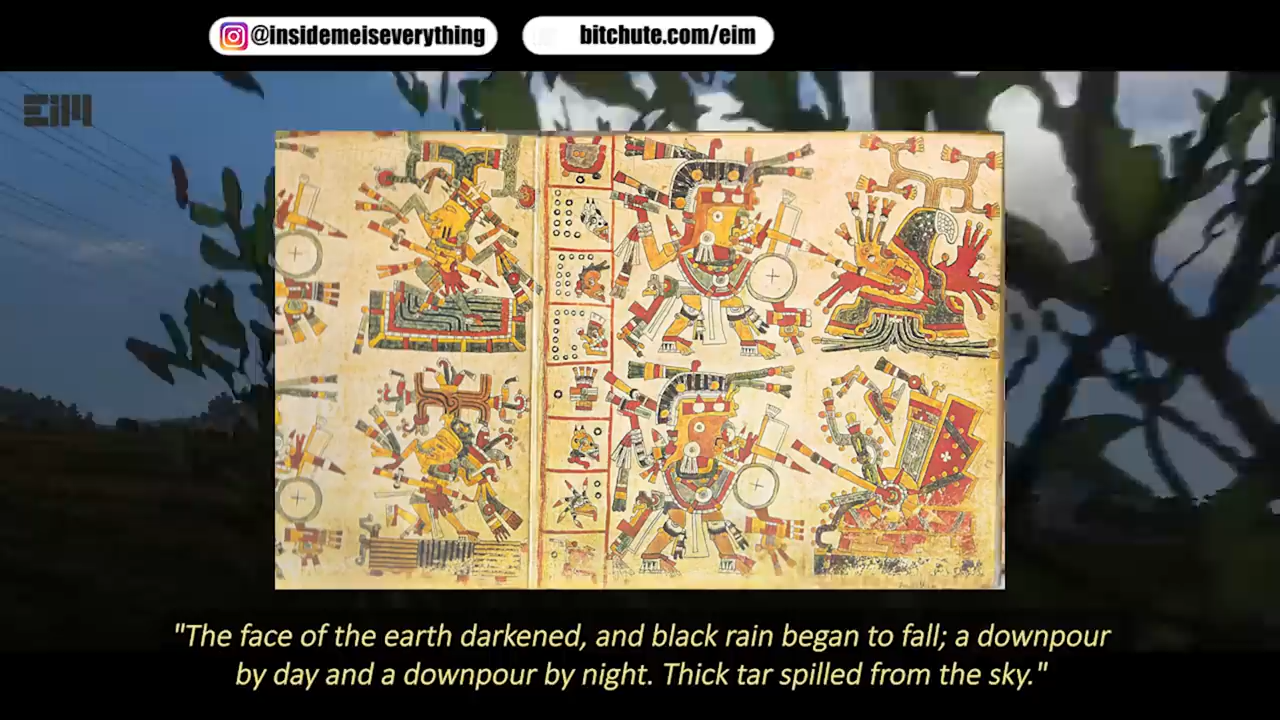 @insidemeiseverything
bitchute.com/eim
EIM
"The face of the earth darkened, and black rain began to fall; a downpour
by day and a downpour by night. Thick tar spilled from the sky."